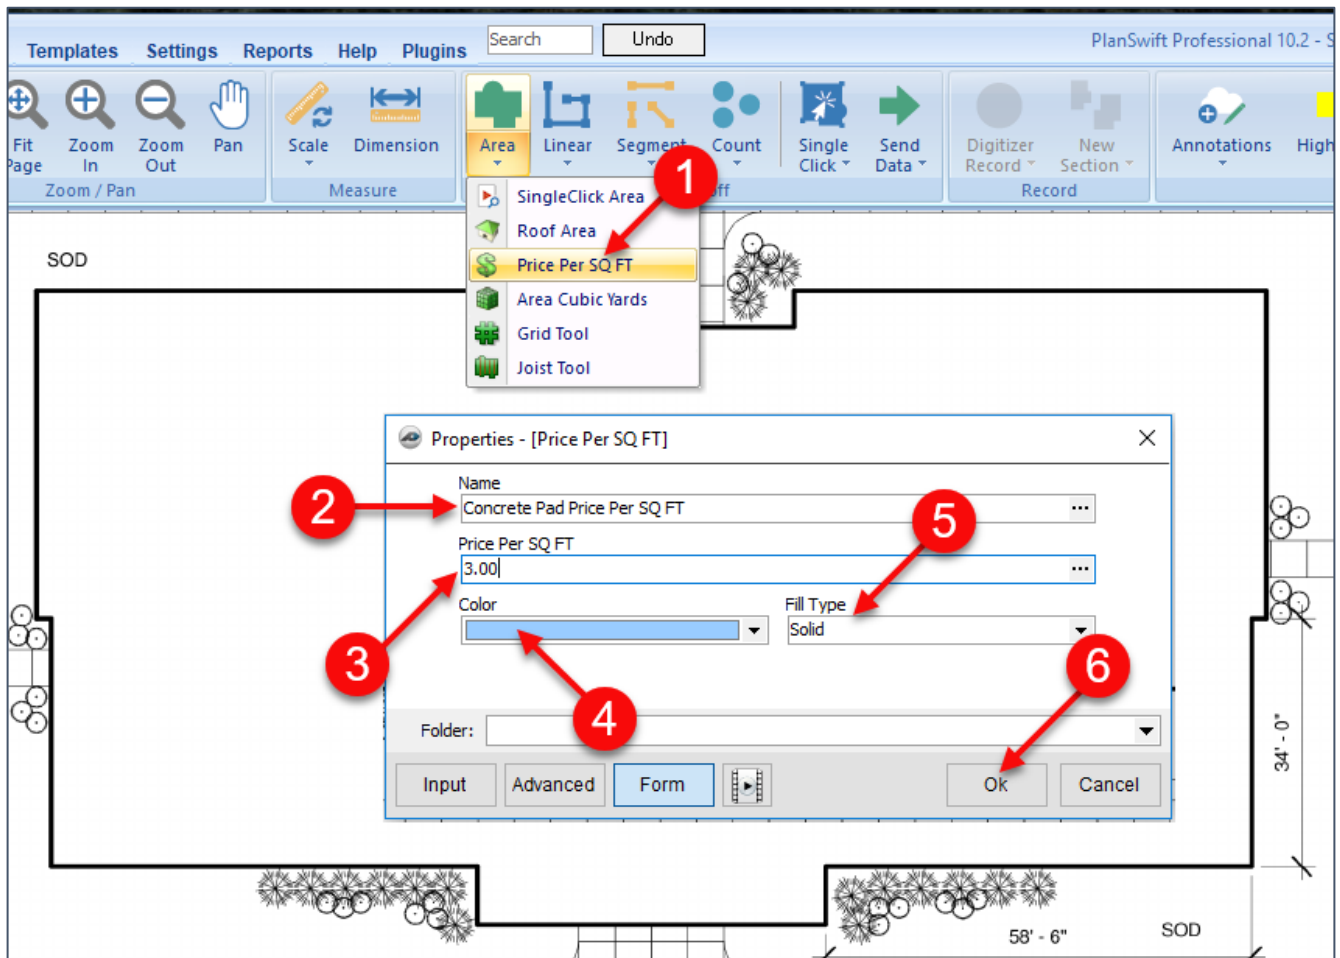 Templates Settings Reports Help Plugins Search Undo PlanSwift Professional 10.2 - S
Fit Page
Zoom In
Zoom Out
Pan
Scale
Dimension
Area
Linear
Segment
Count
Single Click
Send Data
Digitizer Record
New Section
Annotations
High
Zoom / Pan
Measure
ff
Record
1
SingleClick Area
Roof Area
Price Per SQ FT
Area Cubic Yards
Grid Tool
Joist Tool
SOD
Properties - [Price Per SQ FT]
Name
2
Concrete Pad Price Per SQ FT
5
Price Per SQ FT
3.00
Color
Fill Type
Solid
3
6
4
Folder:
Input Advanced Form Ok Cancel
34' - 0"
58' - 6"
SOD